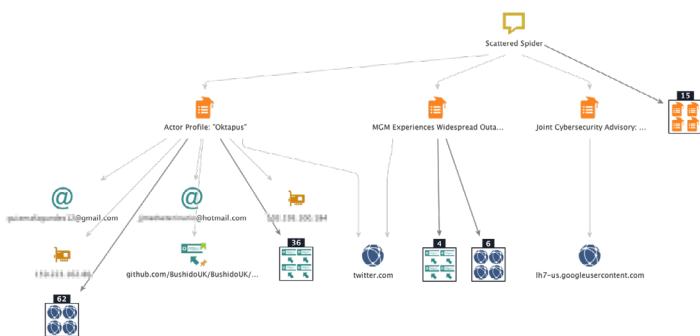 Scattered Spider
15
Actor Profile: "Oktapus"
MGM Experiences Widespread Outa...
Joint Cybersecurity Advisory: ...
@gmail.com
@hotmail.com
36
4
6
github.com/BushidoUK/BushidoUK/...
twitter.com
lh7-us.googleusercontent.com
62